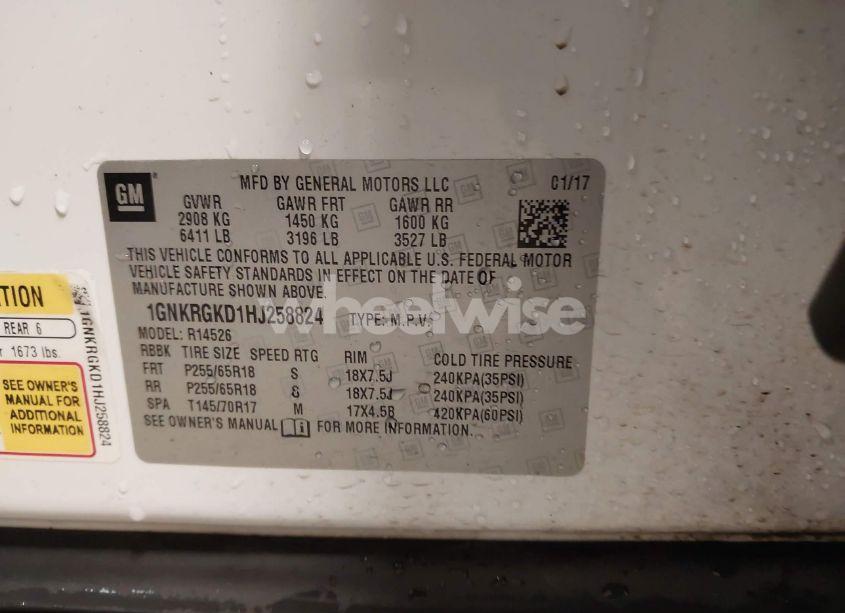 GM
MFD BY GENERAL MOTORS LLC 01/17
GVWR GAWR FRT GAWR RR
2908 KG 1450 KG 1600 KG
6411 LB 3196 LB 3527 LB
THIS VEHICLE CONFORMS TO ALL APPLICABLE U.S. FEDERAL MOTOR
VEHICLE SAFETY STANDARDS IN EFFECT ON THE DATE OF
MANUFACTURE SHOWN ABOVE.
1GNKRGKD1HJ258824 TYPE: M.P.V.
MODEL: R14526
RBBK TIRE SIZE SPEED RTG RIM COLD TIRE PRESSURE
FRT P255/65R18 S 18X7.5J 240KPA(35PSI)
RR P255/65R18 S 18X7.5J 240KPA(35PSI)
SPA T145/70R17 M 17X4.5B 420KPA(60PSI)
SEE OWNER'S MANUAL i FOR MORE INFORMATION.
wheelwise
REAR 6
1673 lbs.
SEE OWNER'S
MANUAL FOR
ADDITIONAL
INFORMATION
1GNKRGKD1HJ258824